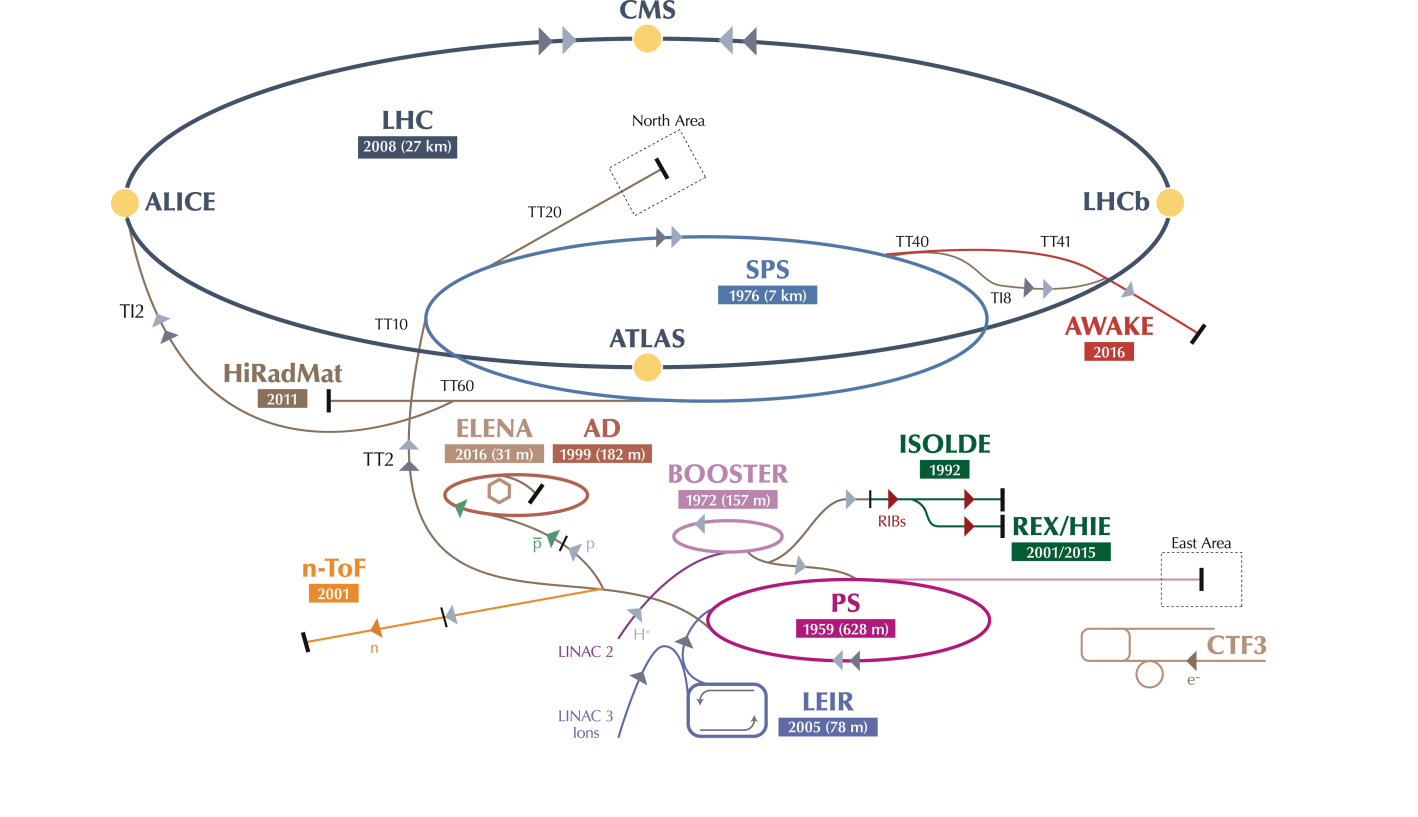 CMS
LHC
2008 (27 km)
North Area
ALICE
LHCb
TT20
TT40
TT41
SPS
1976 (7 km)
TI8
TI2
TT10
ATLAS
AWAKE
2016
HiRadMat
2011
TT60
ELENA
2016 (31 m)
AD
1999 (182 m)
TT2
BOOSTER
1972 (157 m)
ISOLDE
1992
RIBs
REX/HIE
2001/2015
p̅
p
East Area
n-ToF
2001
PS
1959 (628 m)
H⁺
n
LINAC 2
CTF3
e⁻
LEIR
2005 (78 m)
LINAC 3
Ions